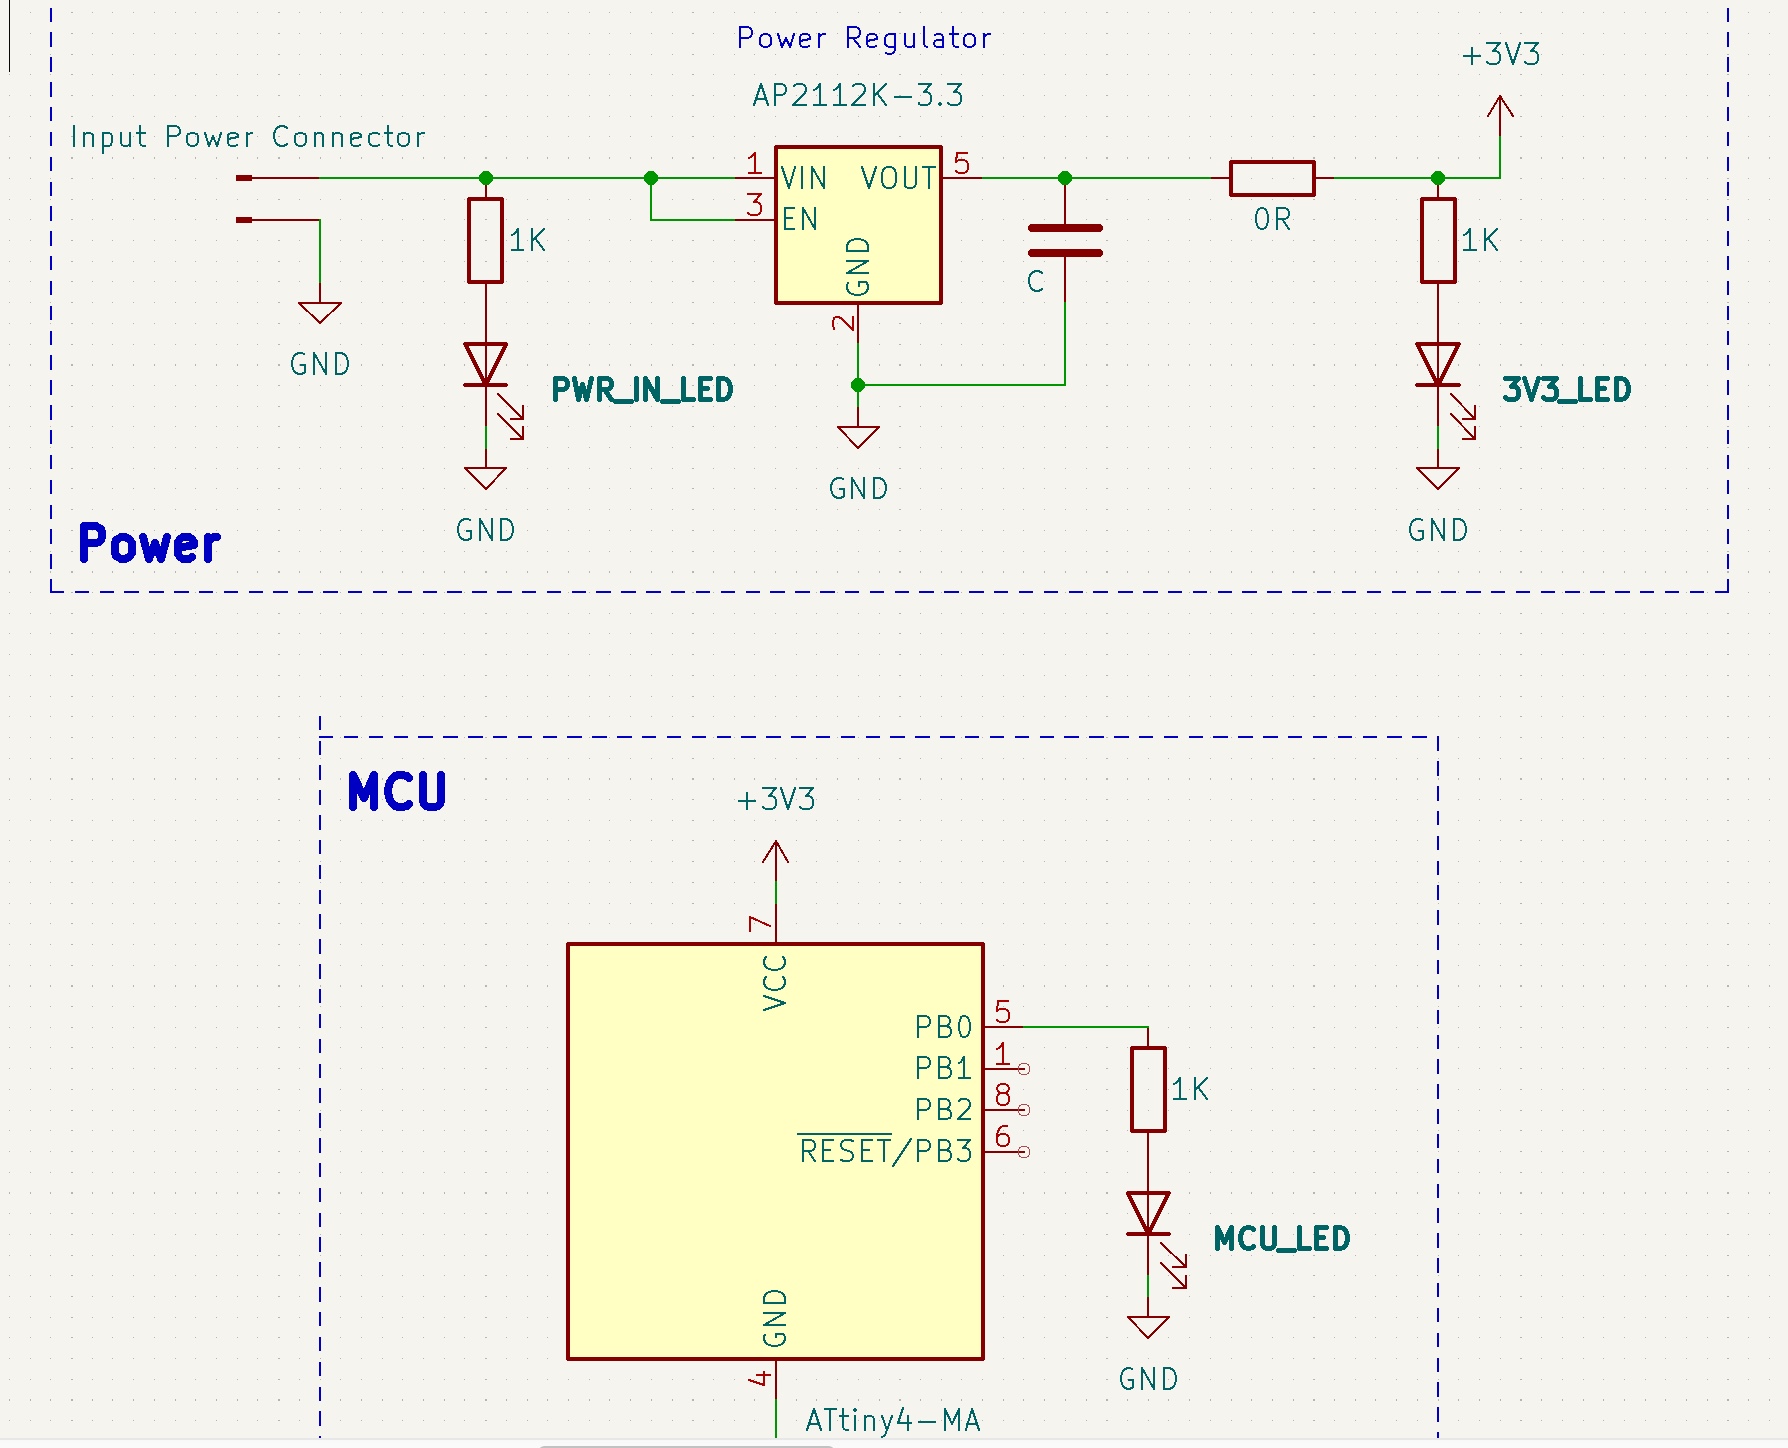 Power Regulator
+3V3
AP2112K-3.3
Input Power Connector
1 VIN VOUT 5
3 EN
GND
2
0R
1K
1K
C
GND
PWR_IN_LED
3V3_LED
GND
GND
GND
Power
MCU
+3V3
7
VCC
PB0 5
PB1 1
PB2 8
RESET/PB3 6
1K
MCU_LED
GND
4
GND
ATtiny4-MA